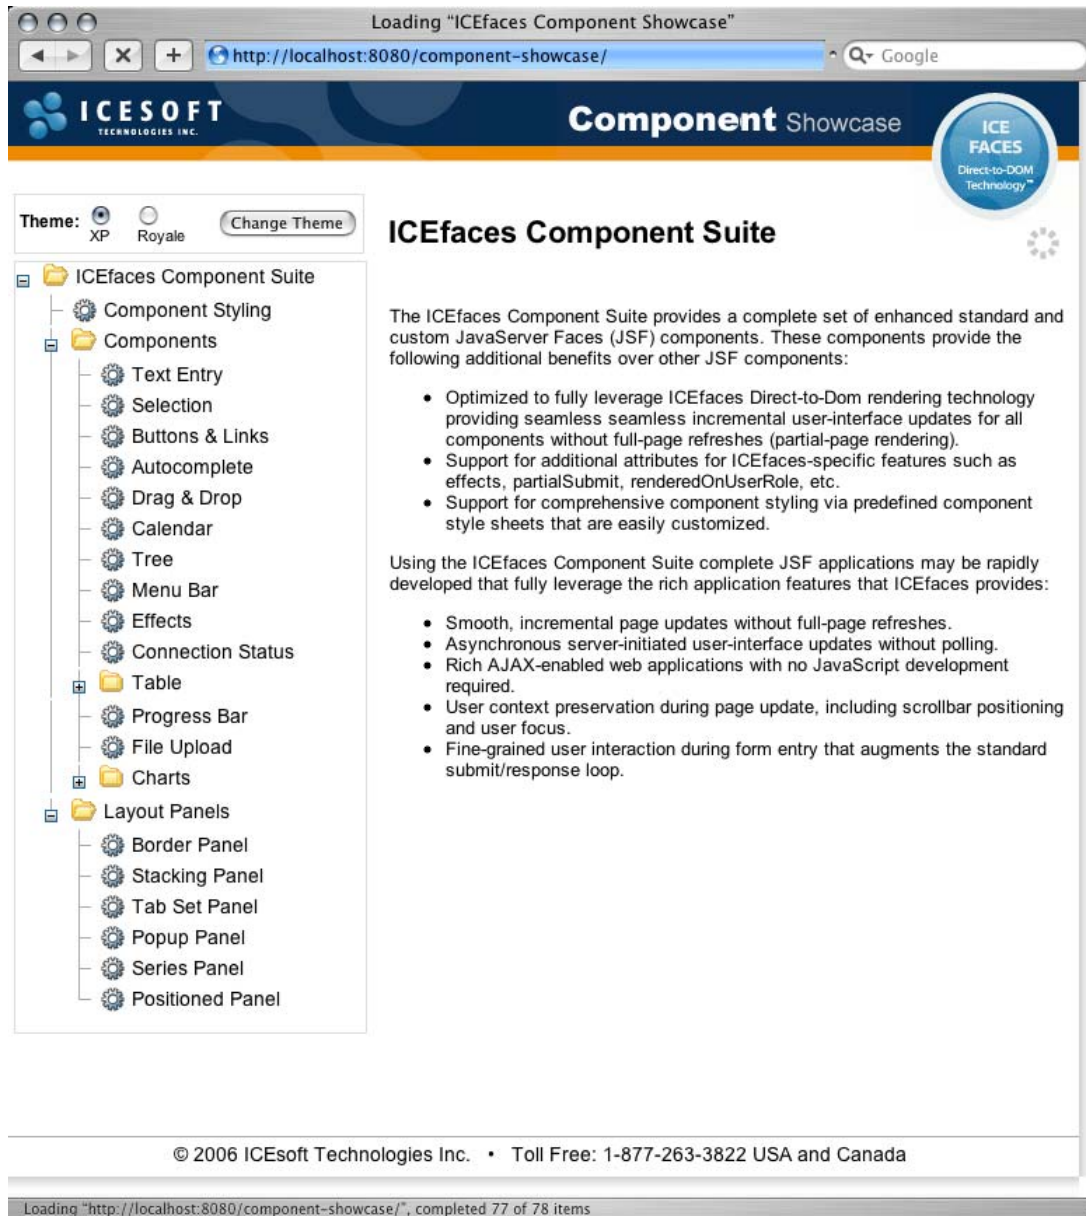 Loading “ICEfaces Component Showcase”
http://localhost:8080/component-showcase/
Google
ICESOFT
TECHNOLOGIES INC.
Component Showcase
ICE
FACES
Direct-to-DOM
Technology™
Theme:
XP
Royale
Change Theme
ICEfaces Component Suite
Component Styling
Components
Text Entry
Selection
Buttons & Links
Autocomplete
Drag & Drop
Calendar
Tree
Menu Bar
Effects
Connection Status
Table
Progress Bar
File Upload
Charts
Layout Panels
Border Panel
Stacking Panel
Tab Set Panel
Popup Panel
Series Panel
Positioned Panel
ICEfaces Component Suite
The ICEfaces Component Suite provides a complete set of enhanced standard and
custom JavaServer Faces (JSF) components. These components provide the
following additional benefits over other JSF components:
• Optimized to fully leverage ICEfaces Direct-to-Dom rendering technology
providing seamless seamless incremental user-interface updates for all
components without full-page refreshes (partial-page rendering).
• Support for additional attributes for ICEfaces-specific features such as
effects, partialSubmit, renderedOnUserRole, etc.
• Support for comprehensive component styling via predefined component
style sheets that are easily customized.
Using the ICEfaces Component Suite complete JSF applications may be rapidly
developed that fully leverage the rich application features that ICEfaces provides:
• Smooth, incremental page updates without full-page refreshes.
• Asynchronous server-initiated user-interface updates without polling.
• Rich AJAX-enabled web applications with no JavaScript development
required.
• User context preservation during page update, including scrollbar positioning
and user focus.
• Fine-grained user interaction during form entry that augments the standard
submit/response loop.
© 2006 ICEsoft Technologies Inc. • Toll Free: 1-877-263-3822 USA and Canada
Loading “http://localhost:8080/component-showcase/”, completed 77 of 78 items